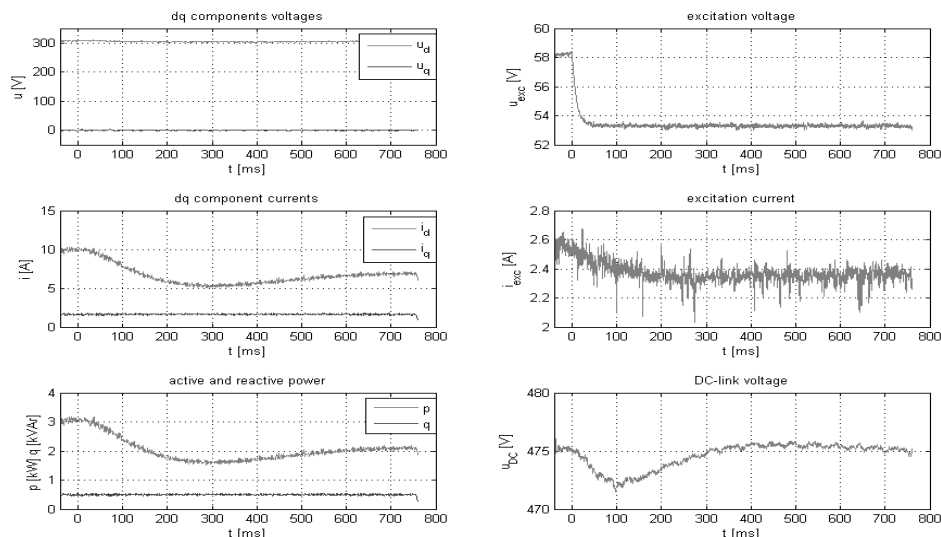 dq components voltages
300
200
100
0
u [V]
u_d
u_q
0 100 200 300 400 500 600 700 800
t [ms]
excitation voltage
60
58
56
54
52
u_exc [V]
0 100 200 300 400 500 600 700 800
t [ms]
dq component currents
15
10
5
0
i [A]
i_d
i_q
0 100 200 300 400 500 600 700 800
t [ms]
excitation current
2.8
2.6
2.4
2.2
2
i_exc [A]
0 100 200 300 400 500 600 700 800
t [ms]
active and reactive power
4
3
2
1
0
p [kW] q [kVAr]
p
q
0 100 200 300 400 500 600 700 800
t [ms]
DC-link voltage
480
475
470
u_DC [V]
0 100 200 300 400 500 600 700 800
t [ms]